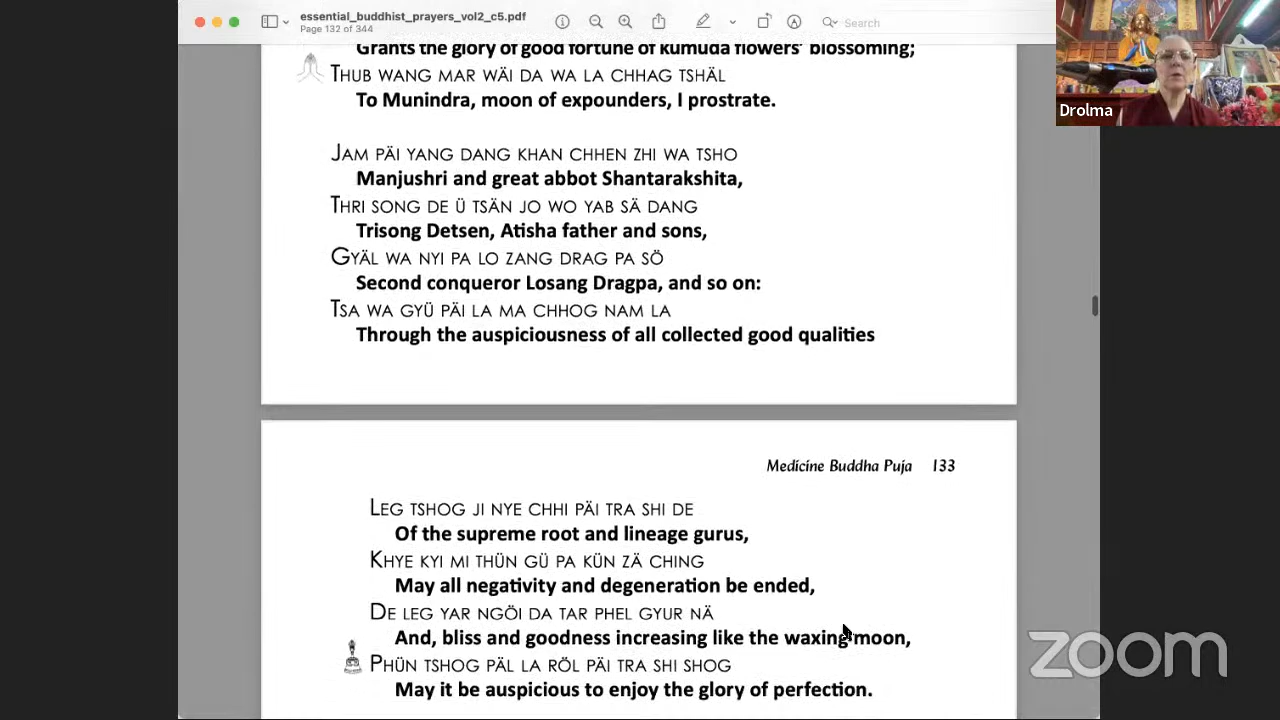 essential_buddhist_prayers_vol2_c5.pdf
Page 132 of 344
Search
Drolma
Grants the glory of good fortune of kumuda flowers' blossoming;
THUB WANG MAR WÄI DA WA LA CHHAG TSHÄL
To Munindra, moon of expounders, I prostrate.
JAM PÄI YANG DANG KHAN CHHEN ZHI WA TSHO
Manjushri and great abbot Shantarakshita,
THRI SONG DE Ü TSÄN JO WO YAB SÄ DANG
Trisong Detsen, Atisha father and sons,
GYÄL WA NYI PA LO ZANG DRAG PA SÖ
Second conqueror Losang Dragpa, and so on:
TSA WA GYÜ PÄI LA MA CHHOG NAM LA
Through the auspiciousness of all collected good qualities
Medicine Buddha Puja 133
LEG TSHOG JI NYE CHHI PÄI TRA SHI DE
Of the supreme root and lineage gurus,
KHYE KYI MI THÜN GÜ PA KÜN ZÄ CHING
May all negativity and degeneration be ended,
DE LEG YAR NGÖI DA TAR PHEL GYUR NÄ
And, bliss and goodness increasing like the waxing moon,
PHÜN TSHOG PÄL LA RÖL PÄI TRA SHI SHOG
May it be auspicious to enjoy the glory of perfection.
zoom